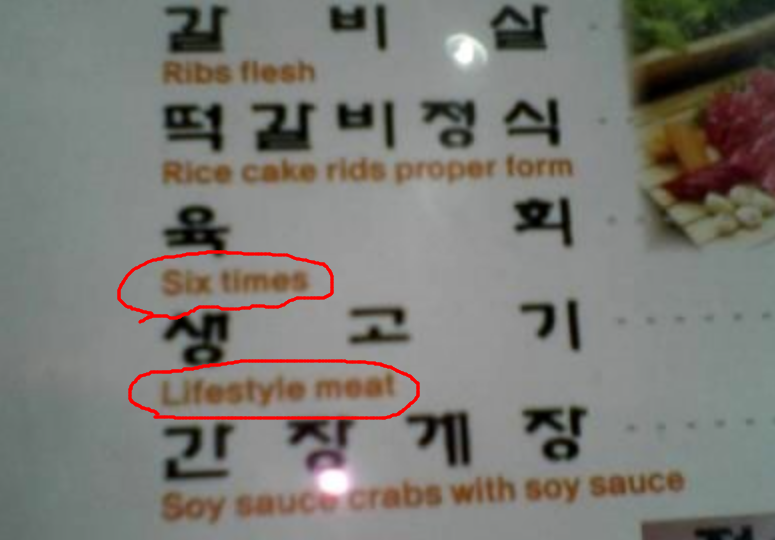 갈 비 살
Ribs flesh
떡 갈 비 정 식
Rice cake rids proper form
육 회
Six times
생 고 기
Lifestyle meat
간 장 게 장
Soy sauce crabs with soy sauce